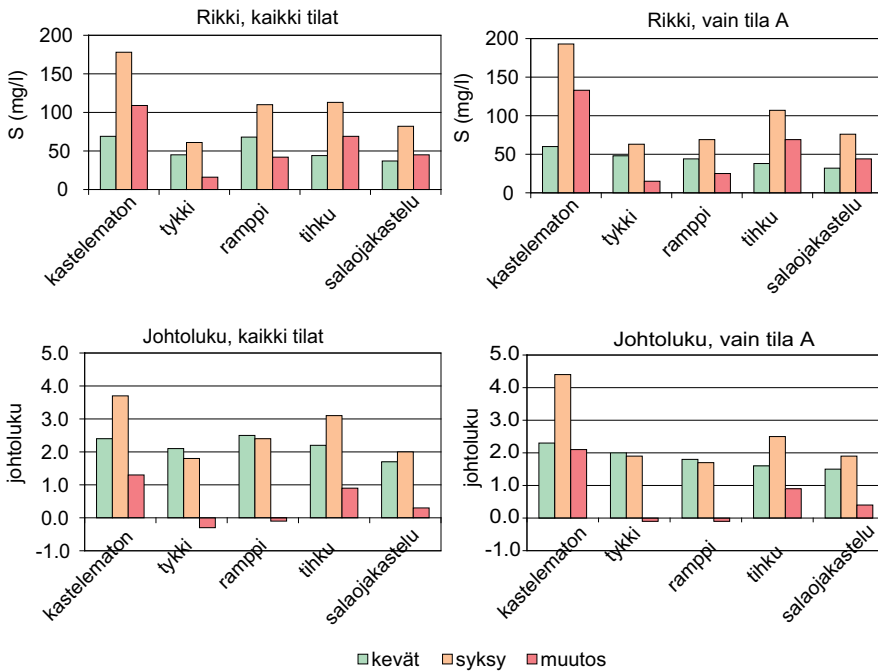 Rikki, kaikki tilat
S (mg/l)
200
150
100
50
0
kastelematon
tykki
ramppi
tihku
salaojakastelu
Rikki, vain tila A
S (mg/l)
200
150
100
50
0
kastelematon
tykki
ramppi
tihku
salaojakastelu
Johtoluku, kaikki tilat
johtoluku
5.0
4.0
3.0
2.0
1.0
0.0
-1.0
kastelematon
tykki
ramppi
tihku
salaojakastelu
Johtoluku, vain tila A
johtoluku
5.0
4.0
3.0
2.0
1.0
0.0
-1.0
kastelematon
tykki
ramppi
tihku
salaojakastelu
kevät syksy muutos